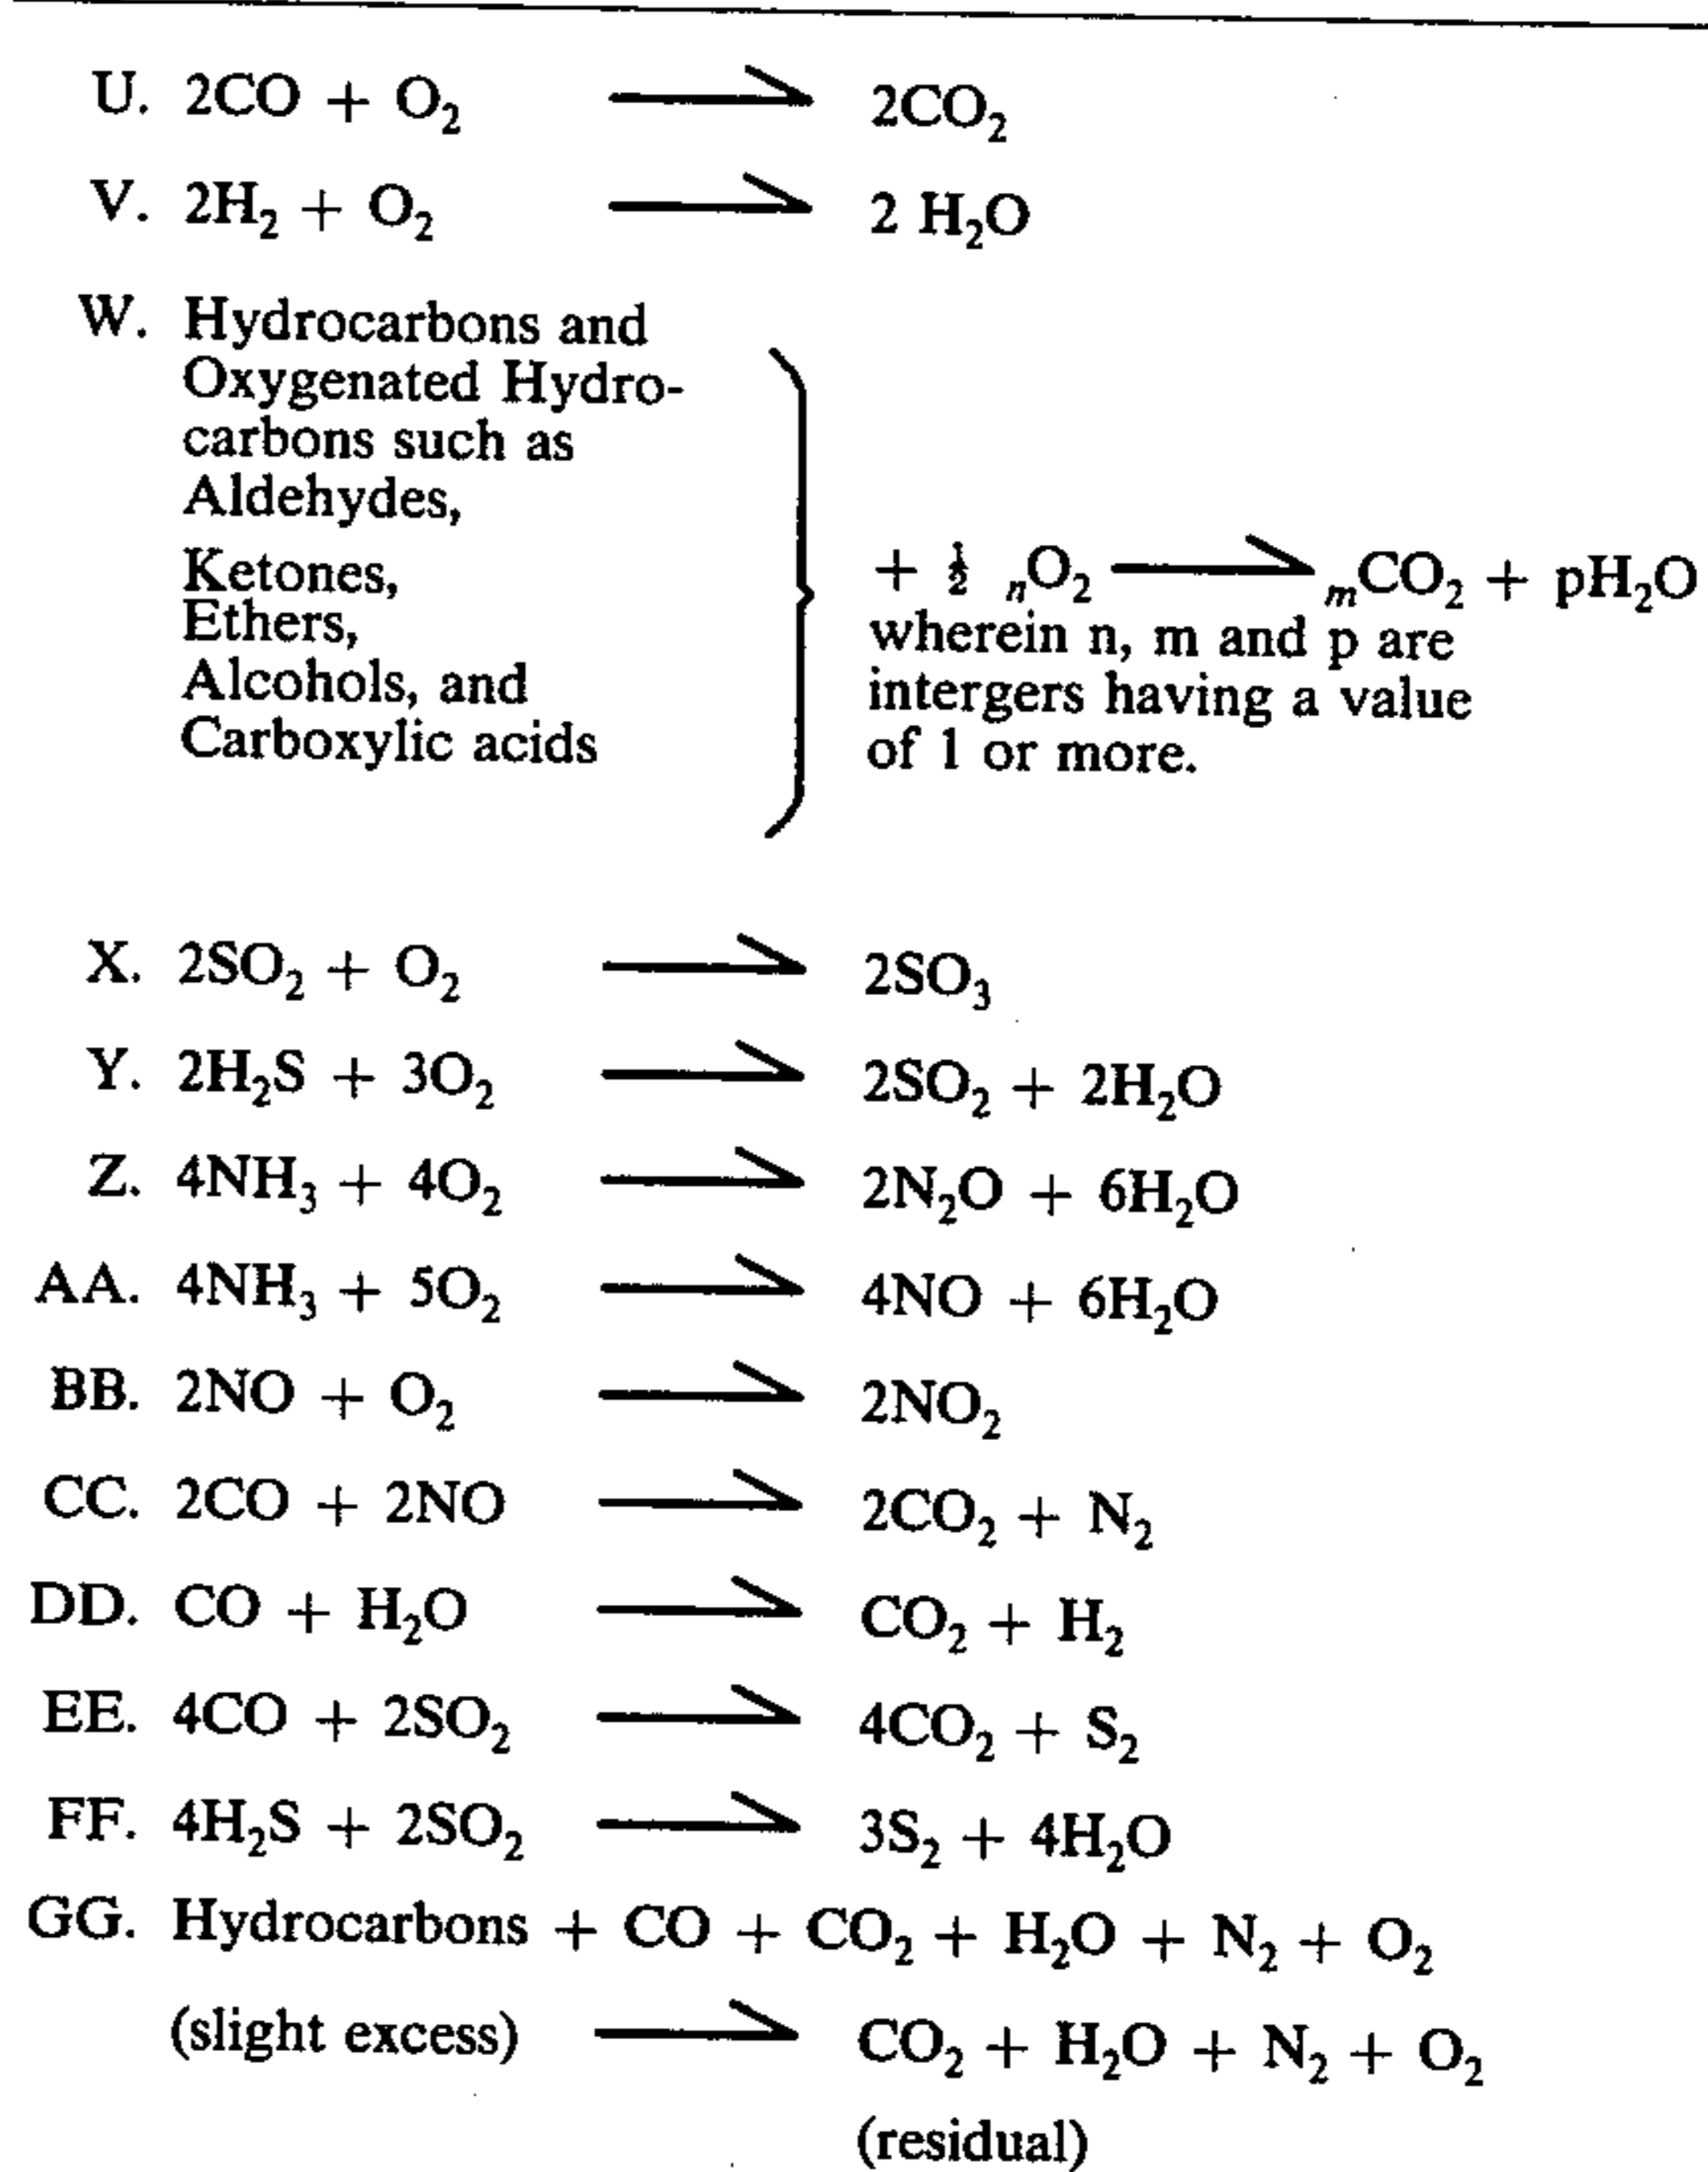 U. 2CO + O₂ ⇀ 2CO₂
V. 2H₂ + O₂ ⇀ 2 H₂O
W. Hydrocarbons and
Oxygenated Hydro-
carbons such as
Aldehydes,
Ketones,
Ethers,
Alcohols, and
Carboxylic acids
+ ½ ₙO₂ ⇀ ₘCO₂ + pH₂O
wherein n, m and p are
intergers having a value
of 1 or more.
X. 2SO₂ + O₂ ⇀ 2SO₃
Y. 2H₂S + 3O₂ ⇀ 2SO₂ + 2H₂O
Z. 4NH₃ + 4O₂ ⇀ 2N₂O + 6H₂O
AA. 4NH₃ + 5O₂ ⇀ 4NO + 6H₂O
BB. 2NO + O₂ ⇀ 2NO₂
CC. 2CO + 2NO ⇀ 2CO₂ + N₂
DD. CO + H₂O ⇀ CO₂ + H₂
EE. 4CO + 2SO₂ ⇀ 4CO₂ + S₂
FF. 4H₂S + 2SO₂ ⇀ 3S₂ + 4H₂O
GG. Hydrocarbons + CO + CO₂ + H₂O + N₂ + O₂
(slight excess) ⇀ CO₂ + H₂O + N₂ + O₂
(residual)